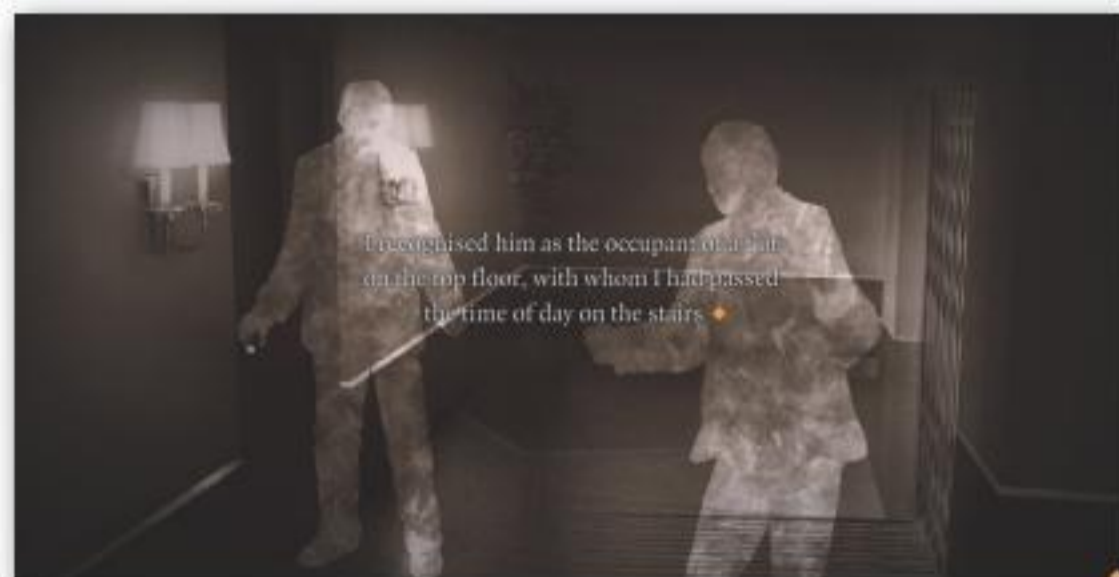 I recognised him as the occupant of a flat
on the top floor, with whom I had passed
the time of day on the stairs